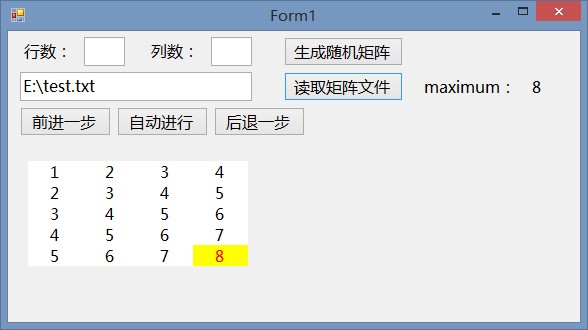 Form1
行数： 列数： 生成随机矩阵
E:\test.txt 读取矩阵文件 maximum： 8
前进一步 自动进行 后退一步
1 2 3 4
2 3 4 5
3 4 5 6
4 5 6 7
5 6 7 8